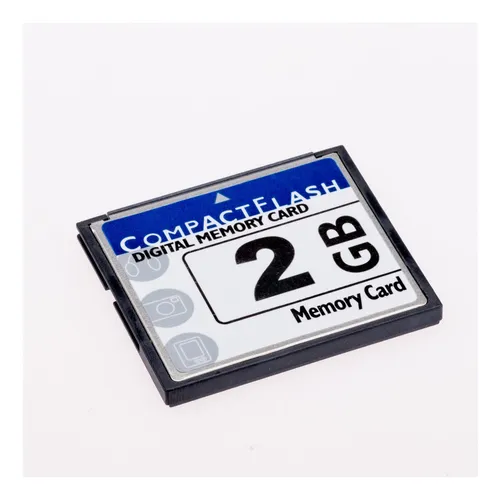 COMPACTFLASH
DIGITAL MEMORY CARD
2
GB
Memory Card